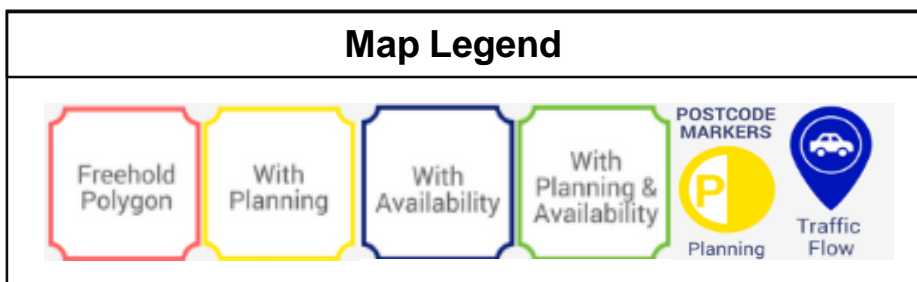 Map Legend
Freehold
Polygon
With
Planning
With
Availability
With
Planning &
Availability
POSTCODE
MARKERS
P
Planning
Traffic
Flow